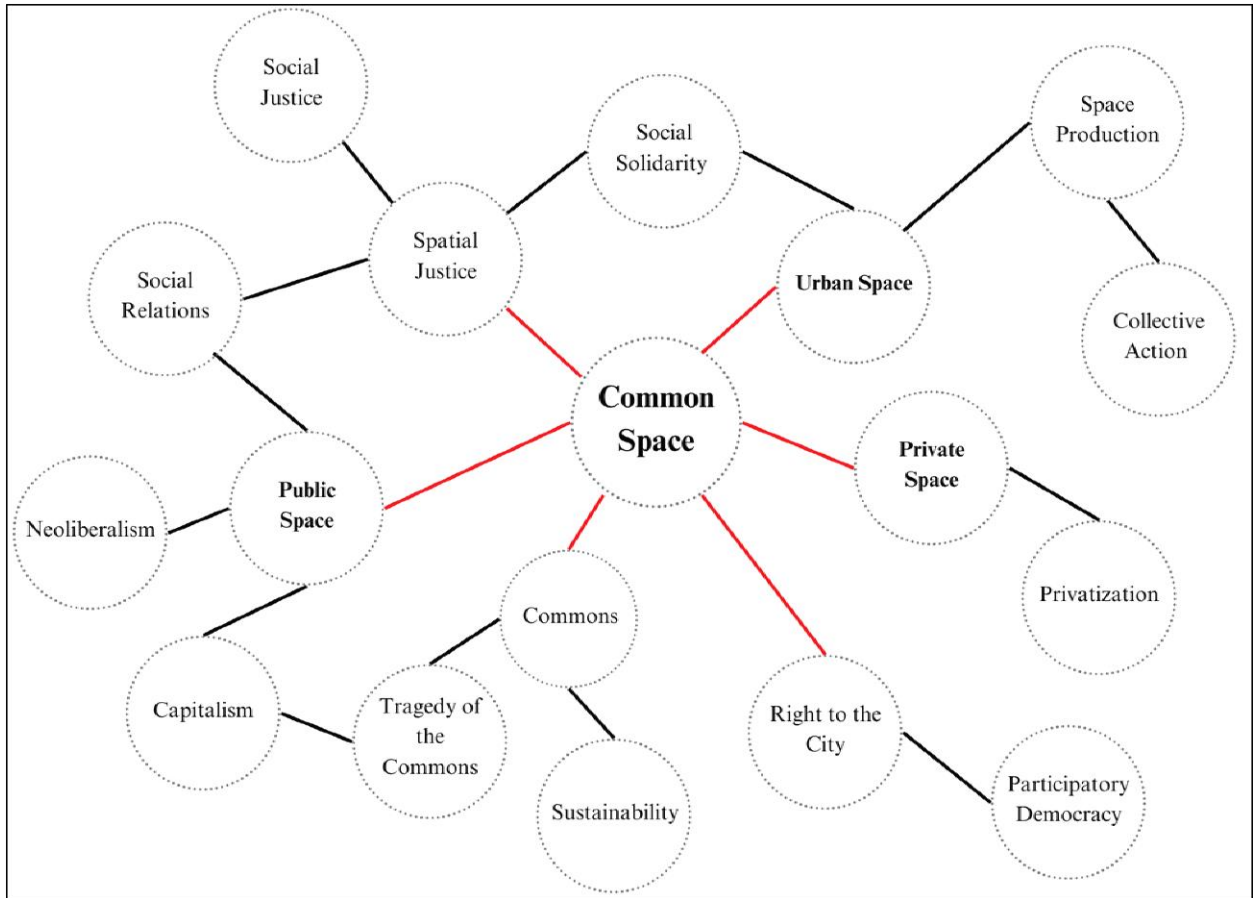 Social
Justice
Social
Solidarity
Space
Production
Spatial
Justice
Social
Relations
Urban Space
Collective
Action
Common
Space
Private
Space
Public
Space
Neoliberalism
Commons
Privatization
Capitalism
Tragedy of
the
Commons
Right to the
City
Sustainability
Participatory
Democracy